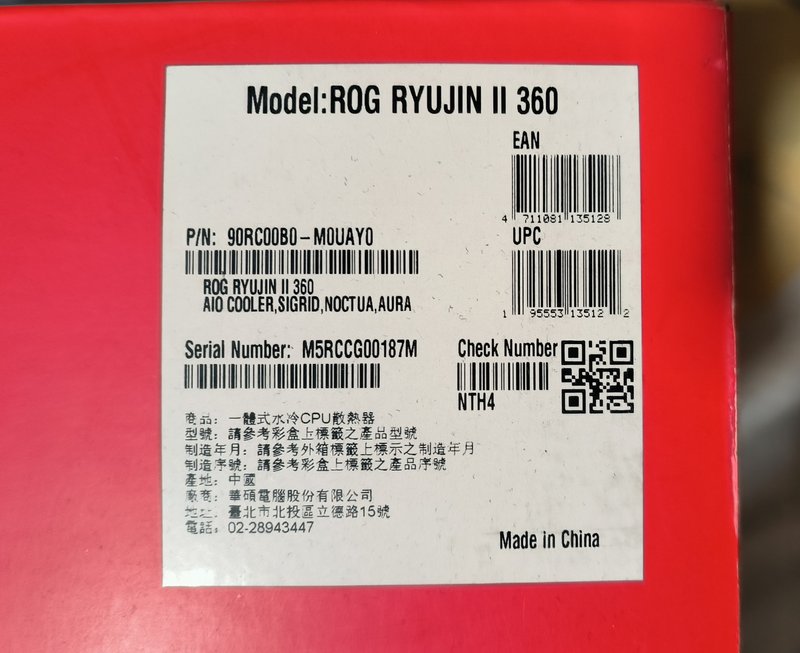 Model:ROG RYUJIN II 360
EAN
4 711081 135128
P/N: 90RC00B0-M0UAY0
UPC
ROG RYUJIN II 360
AIO COOLER,SIGRID,NOCTUA,AURA
1 95553 13512 2
Serial Number: M5RCCG00187M
Check Number
NTH4
商品: 一體式水冷CPU散熱器
型號: 請參考彩盒上標籤之產品型號
制造年月: 請參考外箱標籤上標示之制造年月
制造序號: 請參考彩盒上標籤之產品序號
產地: 中國
廠商: 華碩電腦股份有限公司
地址: 臺北市北投區立德路15號
電話: 02-28943447
Made in China